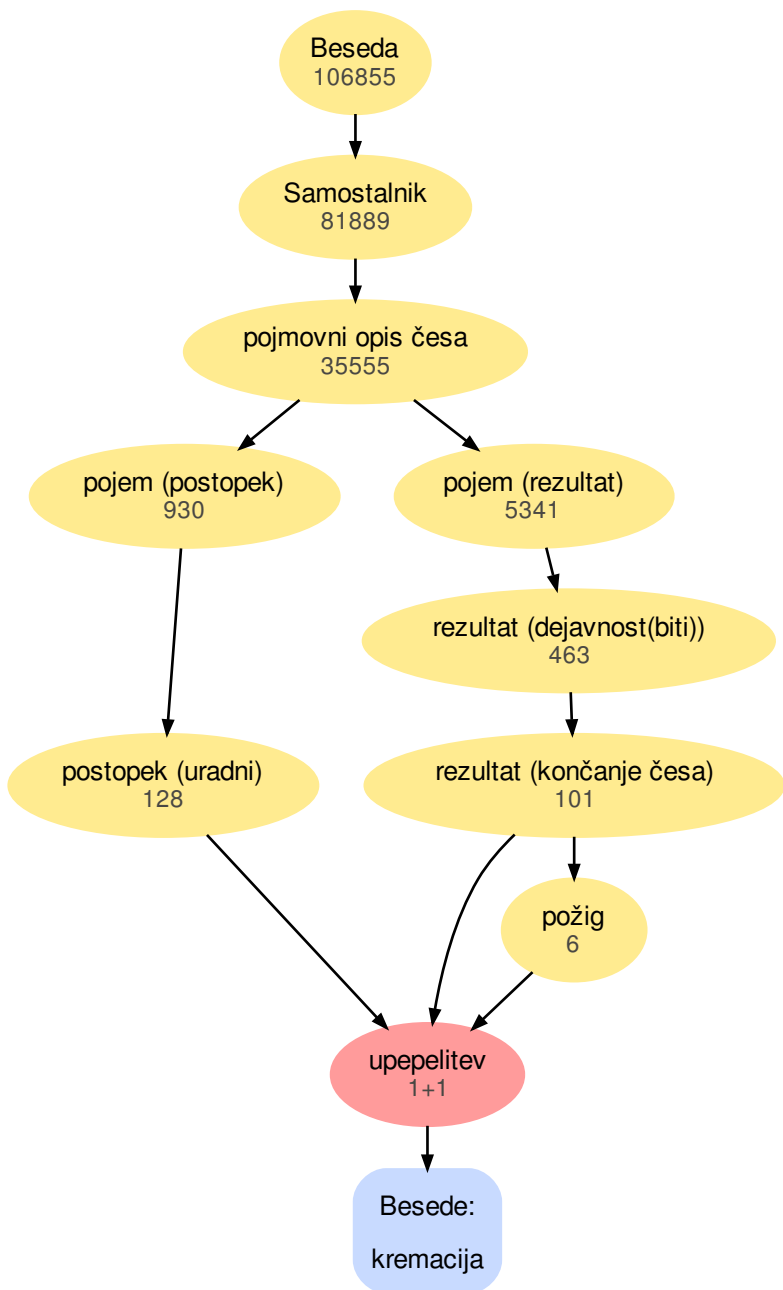 Beseda
106855
Samostalnik
81889
pojmovni opis česa
35555
pojem (postopek)
930
pojem (rezultat)
5341
rezultat (dejavnost(biti))
463
postopek (uradni)
128
rezultat (končanje česa)
101
požig
6
upepelitev
1+1
Besede:
kremacija